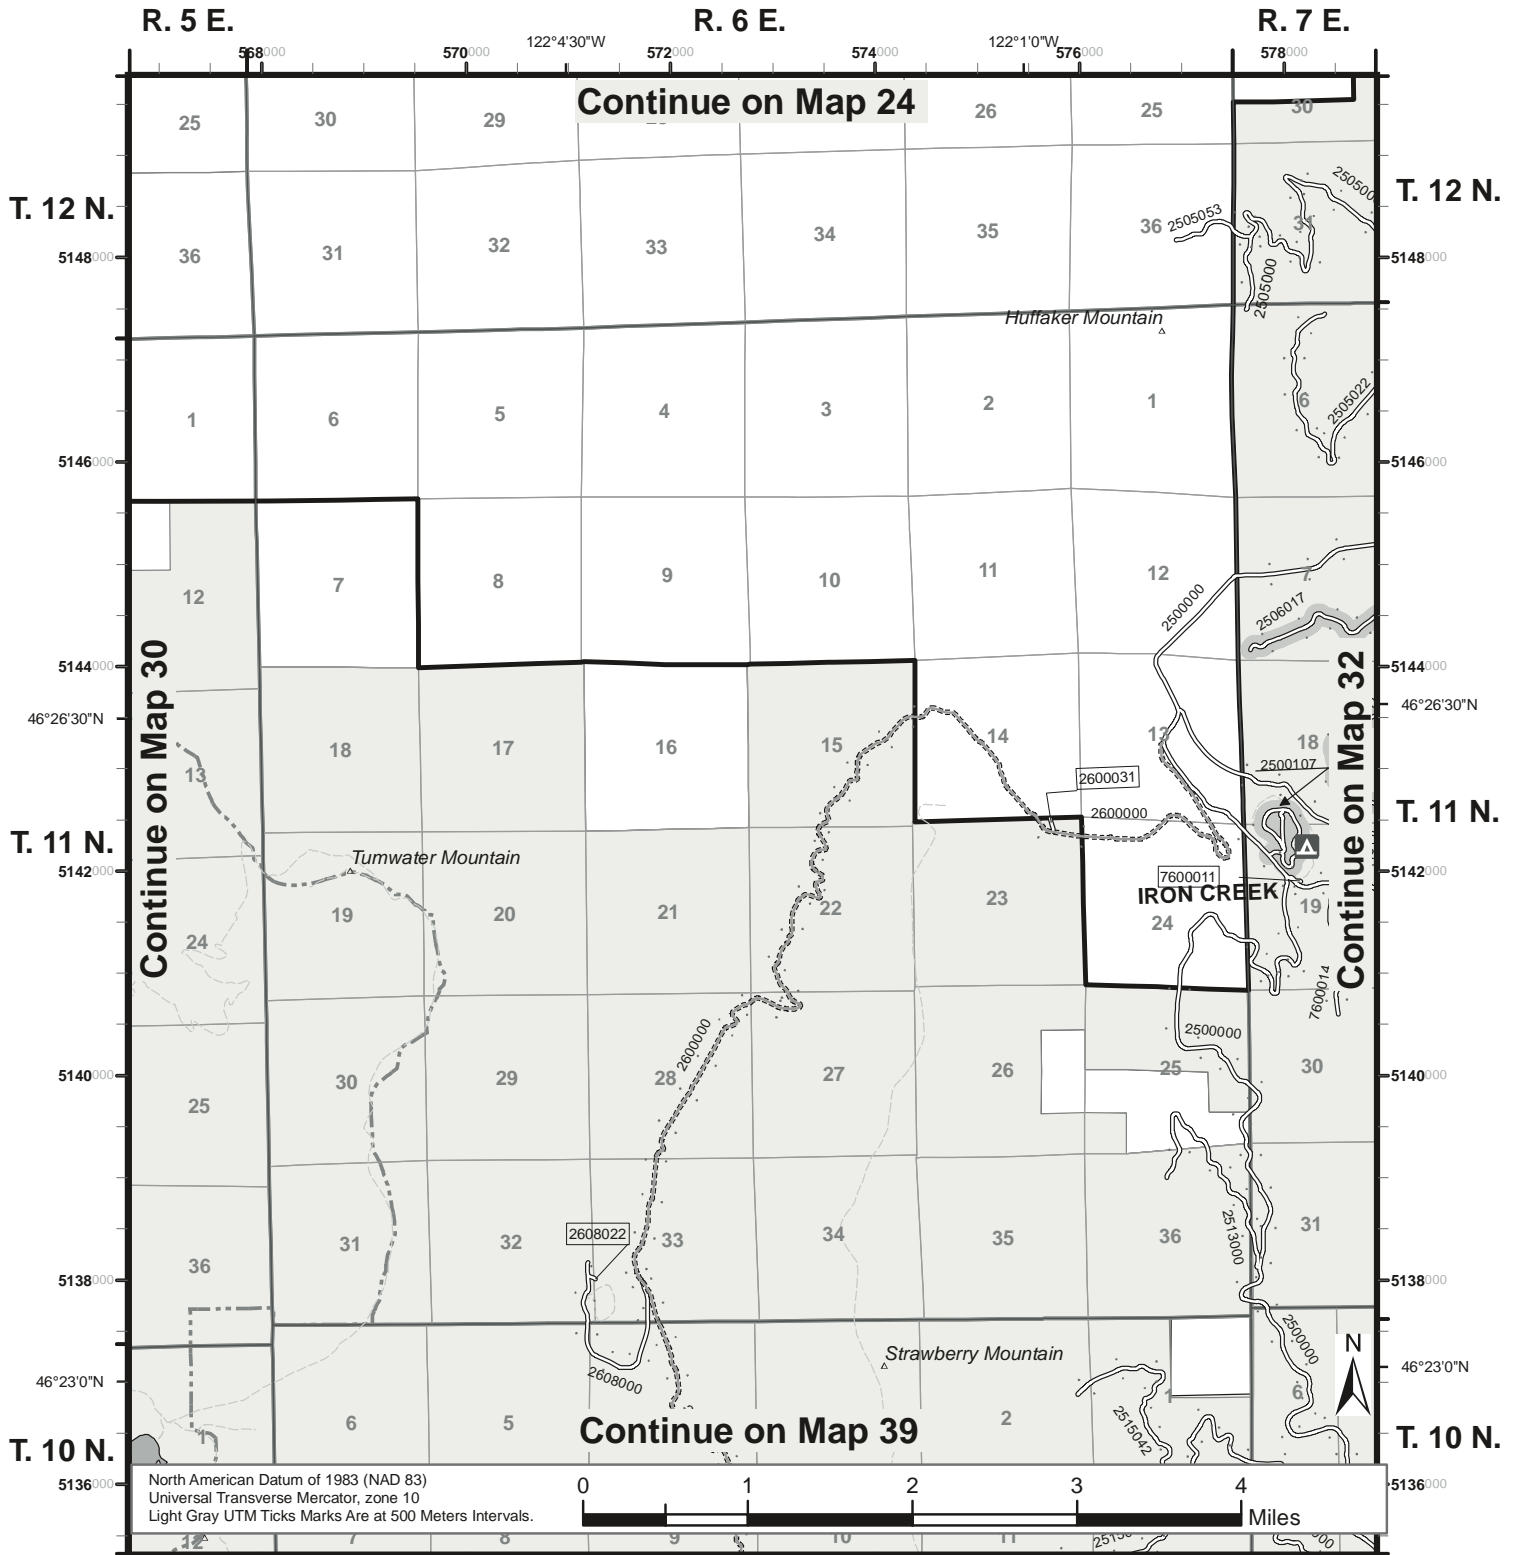 R. 5 E. R. 6 E. R. 7 E.
122°4'30"W 122°1'0"W
568000 570000 572000 574000 576000 578000
Continue on Map 24
25 30 29 26 25 30
T. 12 N. T. 12 N.
2505053
36 31 32 33 34 35 36 31
5148000 5148000
2505000
Huffaker Mountain
1 6 5 4 3 2 1 6
2505022
5146000 5146000
12 7 8 9 10 11 12 7
2500000
2506017
5144000 5144000
46°26'30"N 46°26'30"N
Continue on Map 30
Continue on Map 32
13 18 17 16 15 14 13 18
2500107
2600031
2600000
T. 11 N. T. 11 N.
Tumwater Mountain
5142000 5142000
7600011
IRON CREEK
24 19 20 21 22 23 24 19
7600014
2600000
2500000
5140000 5140000
25 30 29 28 27 26 25 30
2608022
2513000
36 31 32 33 34 35 36 31
5138000 5138000
2500000
N
Strawberry Mountain
46°23'0"N 46°23'0"N
2608000
1 6 5 2 1 6
2515042
Continue on Map 39
T. 10 N. T. 10 N.
5136000 5136000
North American Datum of 1983 (NAD 83)
Universal Transverse Mercator, zone 10
Light Gray UTM Ticks Marks Are at 500 Meters Intervals.
0 1 2 3 4
Miles
12 7 8 9 10 11